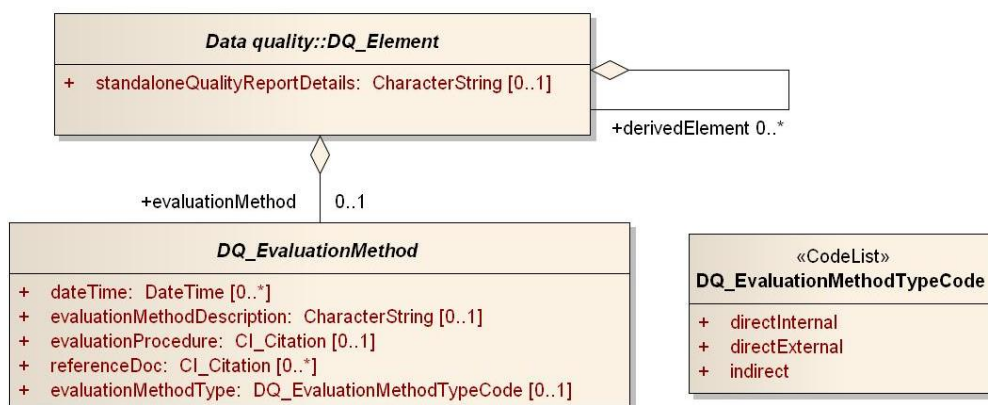 Data quality::DQ_Element
+ standaloneQualityReportDetails: CharacterString [0..1]
+derivedElement 0..*
+evaluationMethod 0..1
DQ_EvaluationMethod
+ dateTime: DateTime [0..*]
+ evaluationMethodDescription: CharacterString [0..1]
+ evaluationProcedure: CI_Citation [0..1]
+ referenceDoc: CI_Citation [0..*]
+ evaluationMethodType: DQ_EvaluationMethodTypeCode [0..1]
«CodeList»
DQ_EvaluationMethodTypeCode
+ directInternal
+ directExternal
+ indirect